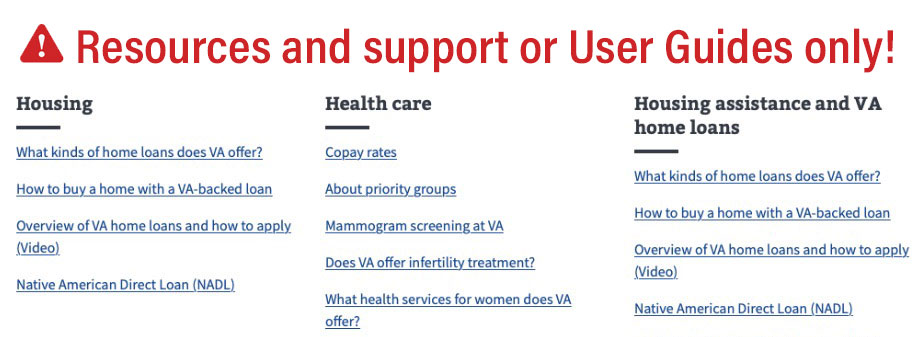 Resources and support or User Guides only!
Housing
What kinds of home loans does VA offer?
How to buy a home with a VA-backed loan
Overview of VA home loans and how to apply
(Video)
Native American Direct Loan (NADL)
Health care
Copay rates
About priority groups
Mammogram screening at VA
Does VA offer infertility treatment?
What health services for women does VA
offer?
Housing assistance and VA
home loans
What kinds of home loans does VA offer?
How to buy a home with a VA-backed loan
Overview of VA home loans and how to apply
(Video)
Native American Direct Loan (NADL)